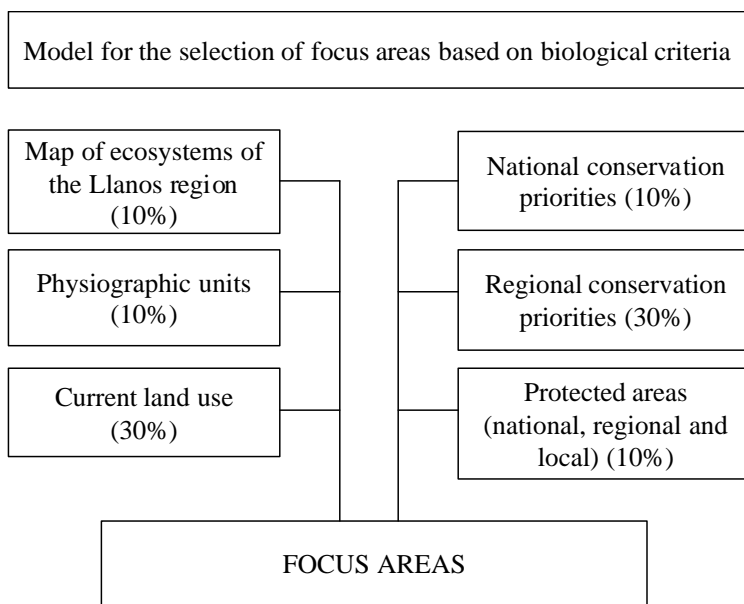 Model for the selection of focus areas based on biological criteria
Map of ecosystems of
the Llanos region
(10%)
Physiographic units
(10%)
Current land use
(30%)
National conservation
priorities (10%)
Regional conservation
priorities (30%)
Protected areas
(national, regional and
local) (10%)
FOCUS AREAS